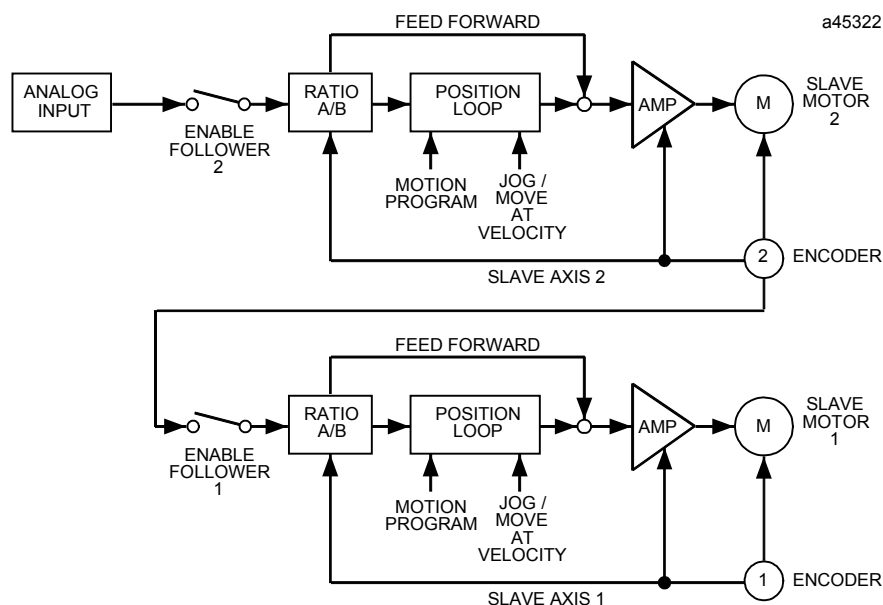 a45322
FEED FORWARD
ANALOG
INPUT
ENABLE
FOLLOWER
2
RATIO
A/B
POSITION
LOOP
AMP
M
SLAVE
MOTOR
2
MOTION
PROGRAM
JOG /
MOVE
AT
VELOCITY
2
ENCODER
SLAVE AXIS 2
FEED FORWARD
ENABLE
FOLLOWER
1
RATIO
A/B
POSITION
LOOP
AMP
M
SLAVE
MOTOR
1
MOTION
PROGRAM
JOG /
MOVE
AT
VELOCITY
1
ENCODER
SLAVE AXIS 1